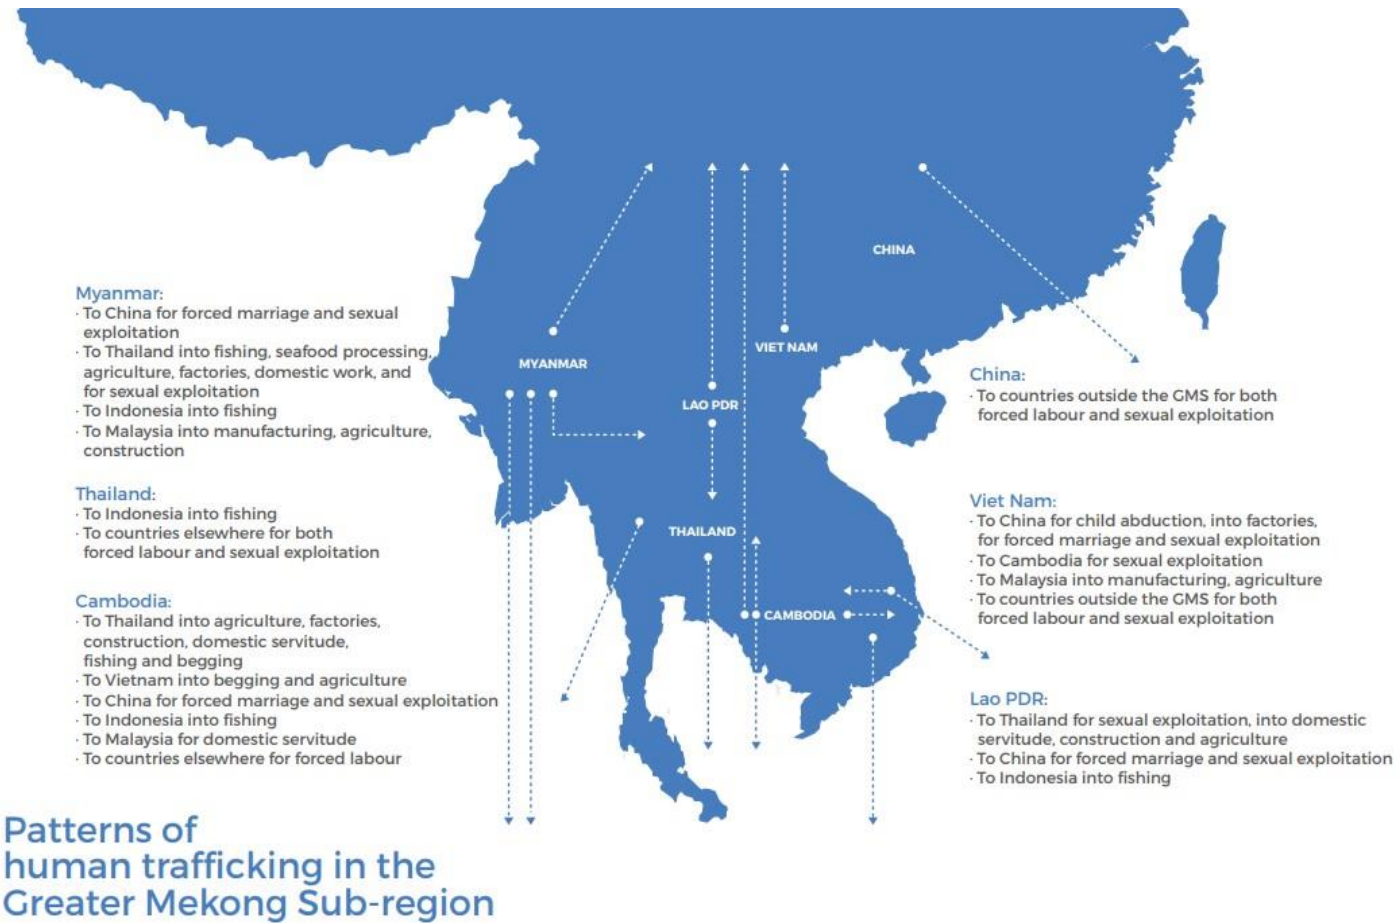 CHINA
VIET NAM
MYANMAR
LAO PDR
THAILAND
CAMBODIA
Myanmar:
· To China for forced marriage and sexual
exploitation
· To Thailand into fishing, seafood processing,
agriculture, factories, domestic work, and
for sexual exploitation
· To Indonesia into fishing
· To Malaysia into manufacturing, agriculture,
construction
Thailand:
· To Indonesia into fishing
· To countries elsewhere for both
forced labour and sexual exploitation
Cambodia:
· To Thailand into agriculture, factories,
construction, domestic servitude,
fishing and begging
· To Vietnam into begging and agriculture
· To China for forced marriage and sexual exploitation
· To Indonesia into fishing
· To Malaysia for domestic servitude
· To countries elsewhere for forced labour
China:
· To countries outside the GMS for both
forced labour and sexual exploitation
Viet Nam:
· To China for child abduction, into factories,
for forced marriage and sexual exploitation
· To Cambodia for sexual exploitation
· To Malaysia into manufacturing, agriculture
· To countries outside the GMS for both
forced labour and sexual exploitation
Lao PDR:
· To Thailand for sexual exploitation, into domestic
servitude, construction and agriculture
· To China for forced marriage and sexual exploitation
· To Indonesia into fishing
Patterns of
human trafficking in the
Greater Mekong Sub-region